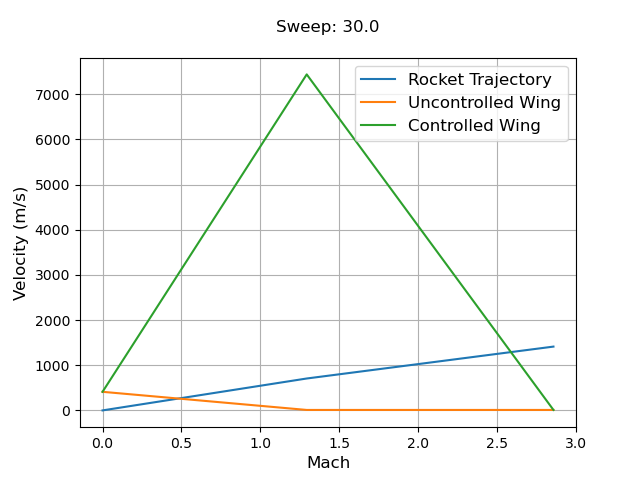 Sweep: 30.0
Rocket Trajectory
Uncontrolled Wing
Controlled Wing
7000
6000
5000
4000
3000
2000
1000
0
Velocity (m/s)
0.0 0.5 1.0 1.5 2.0 2.5 3.0
Mach